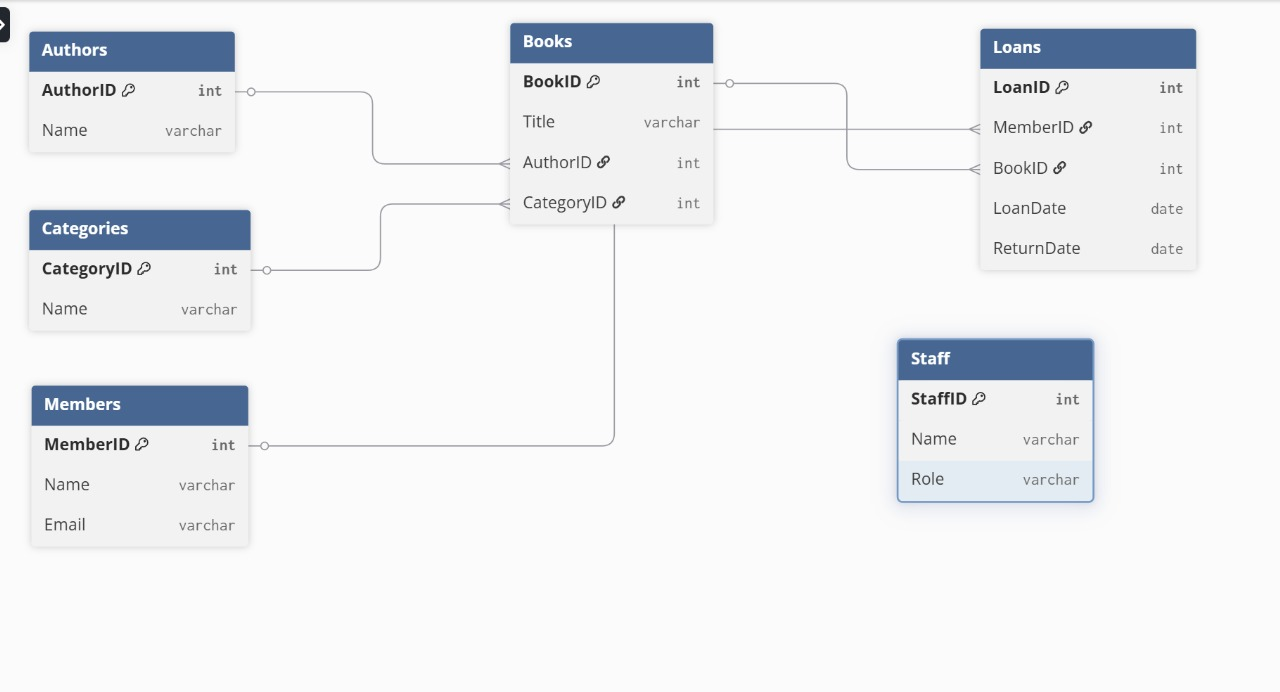 Authors
AuthorID int
Name varchar
Categories
CategoryID int
Name varchar
Members
MemberID int
Name varchar
Email varchar
Books
BookID int
Title varchar
AuthorID int
CategoryID int
Loans
LoanID int
MemberID int
BookID int
LoanDate date
ReturnDate date
Staff
StaffID int
Name varchar
Role varchar